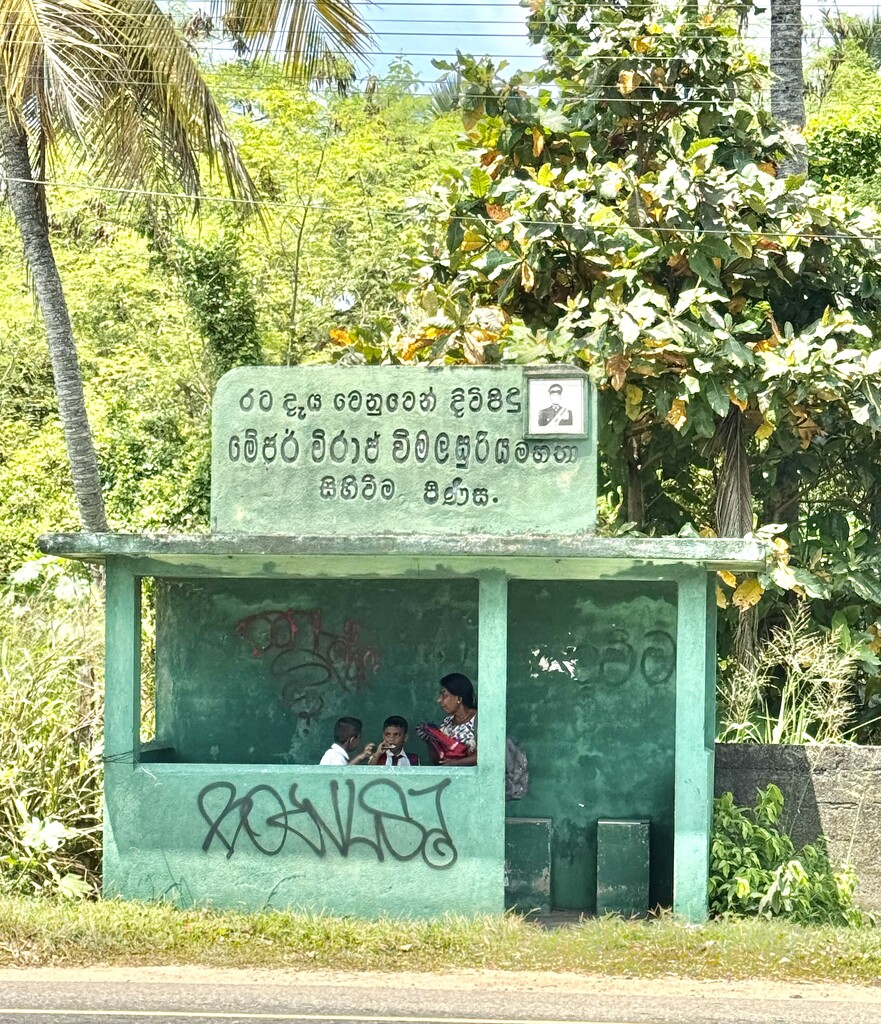 රට දැය වෙනුවෙන් දිවිපිදූ
මේජර් විරාජ් විමලසූරියමහතා
සිහිවීම පිණිස.